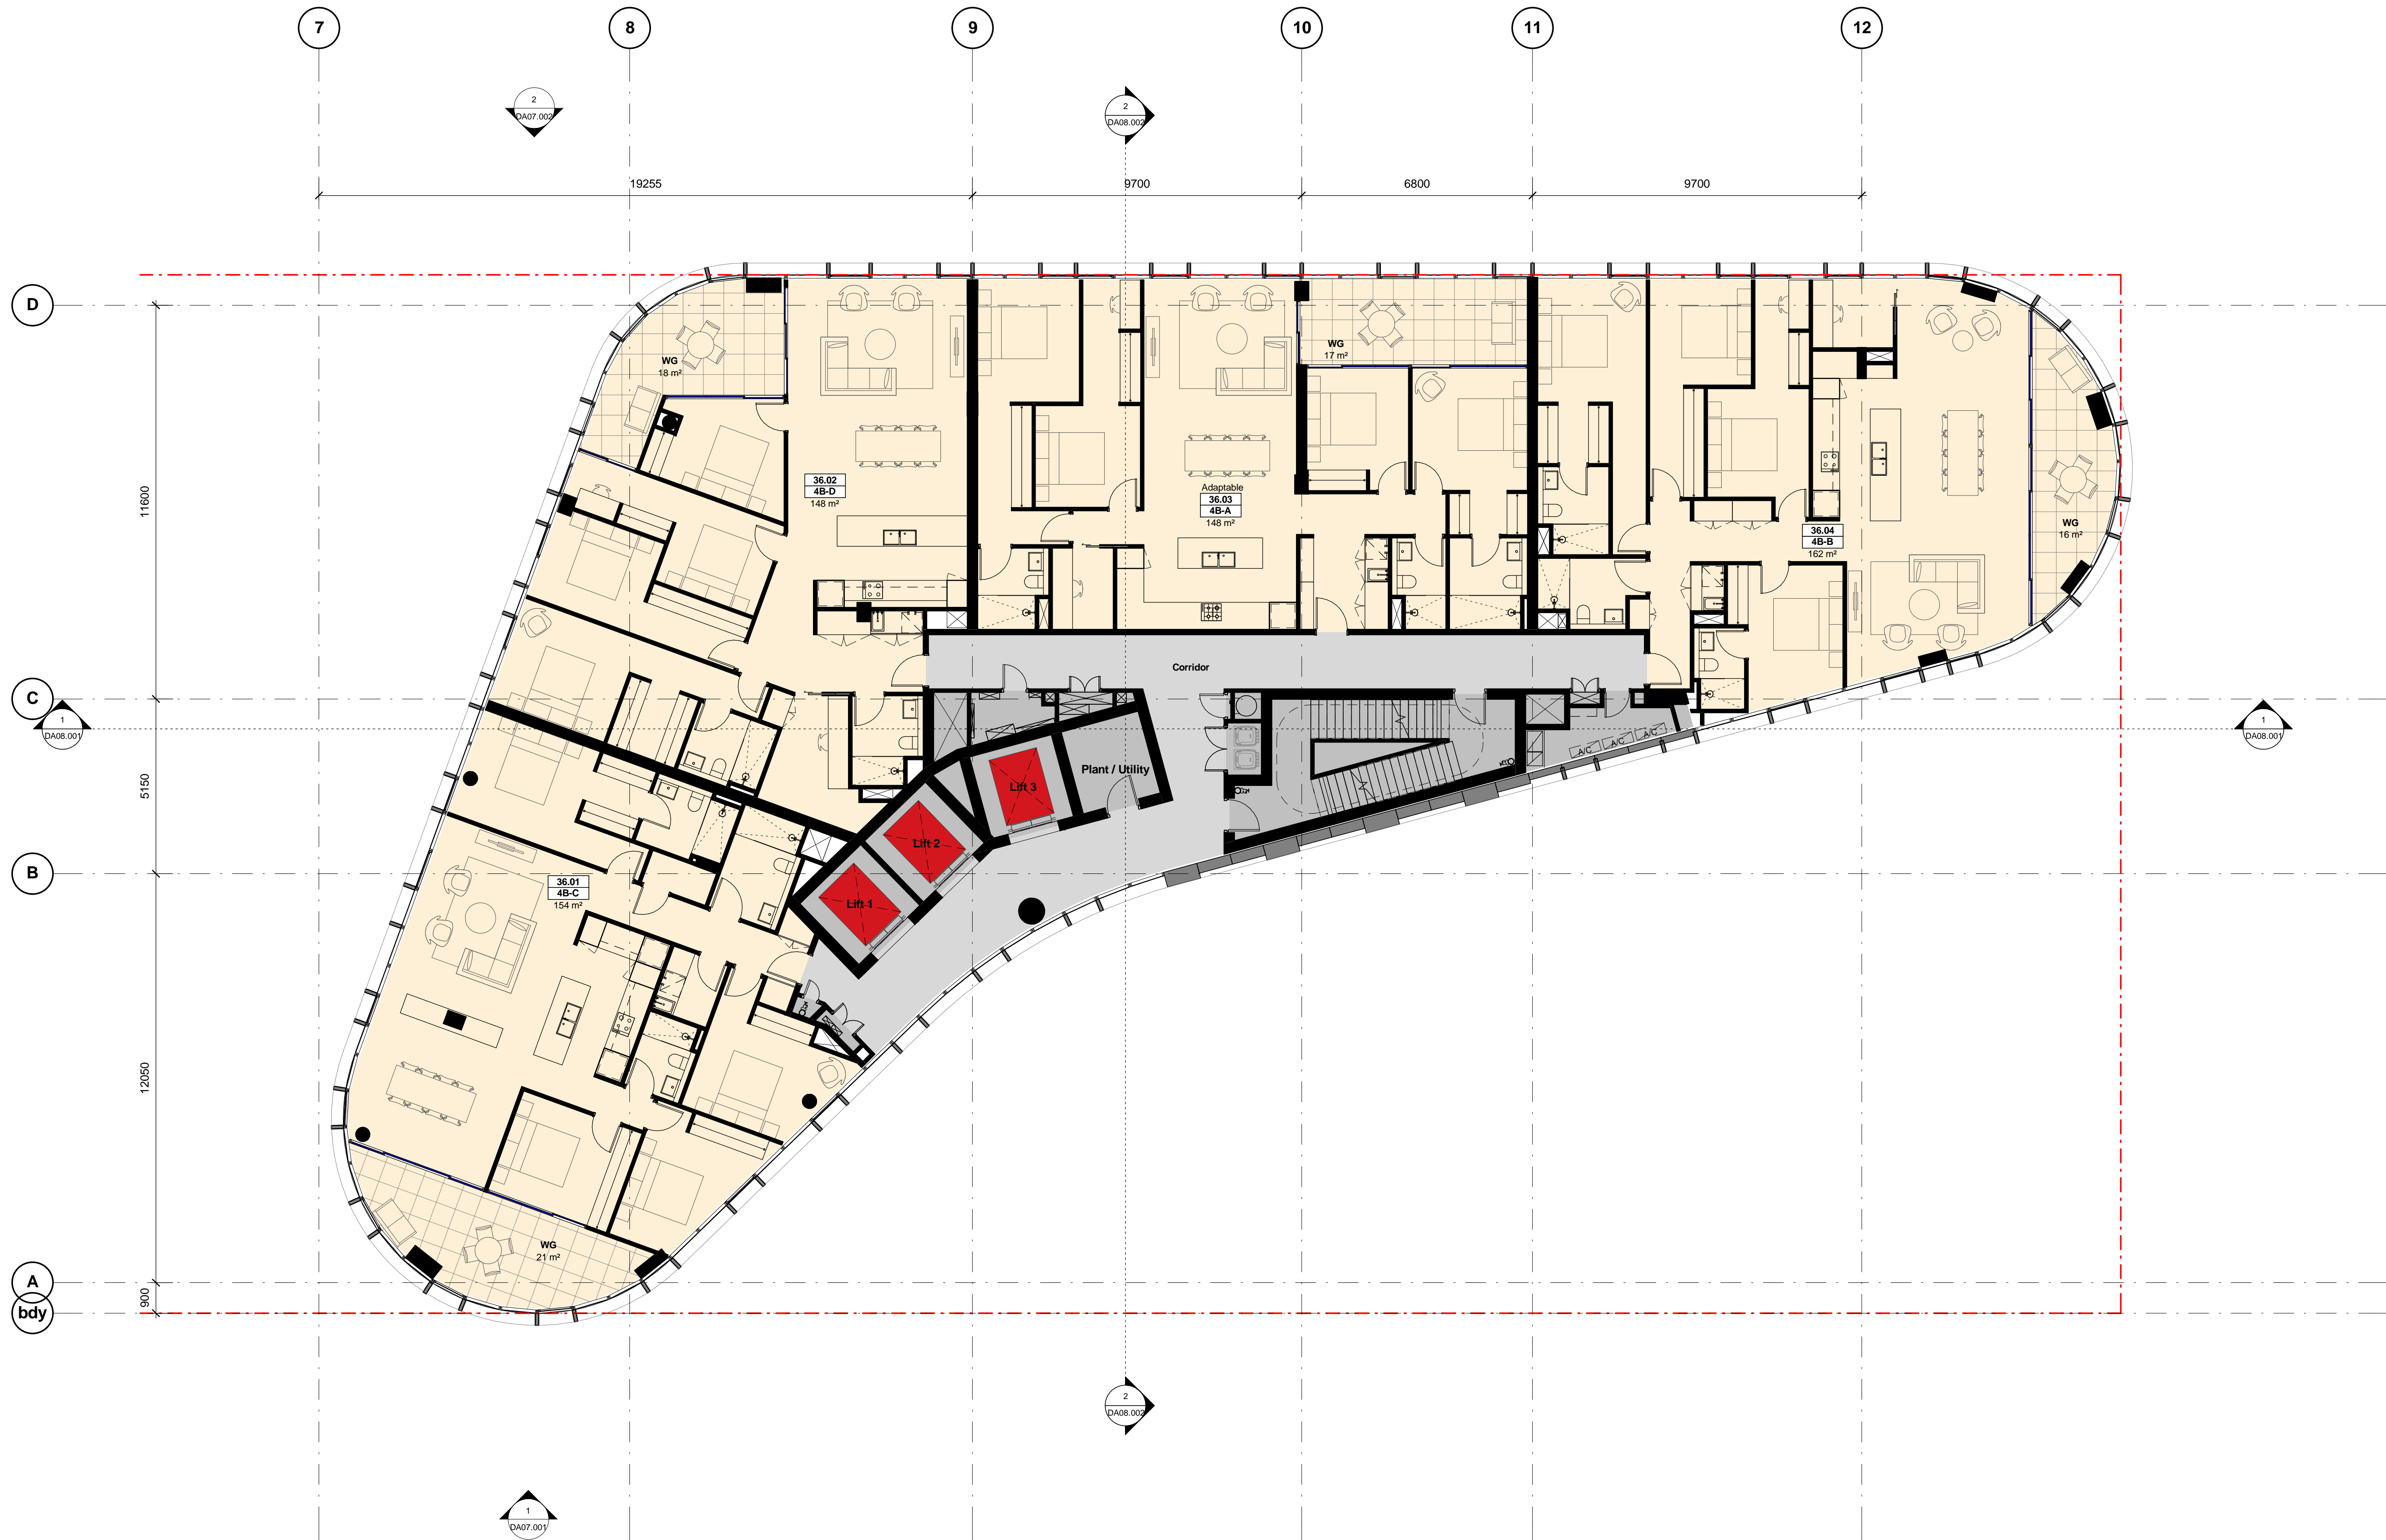 7
8
9
10
11
12
2
DA07.002
2
DA08.002
19255
9700
6800
9700
D
WG
18 m²
WG
17 m²
36.02
4B-D
148 m²
Adaptable
36.03
4B-A
148 m²
36.04
4B-B
162 m²
WG
16 m²
11600
Corridor
C
1
DA08.001
1
DA08.001
A/C
A/C
A/C
Plant / Utility
Lift 3
Lift 2
Lift 1
5150
B
36.01
4B-C
154 m²
12050
WG
21 m²
A
900
bdy
2
DA08.002
1
DA07.001